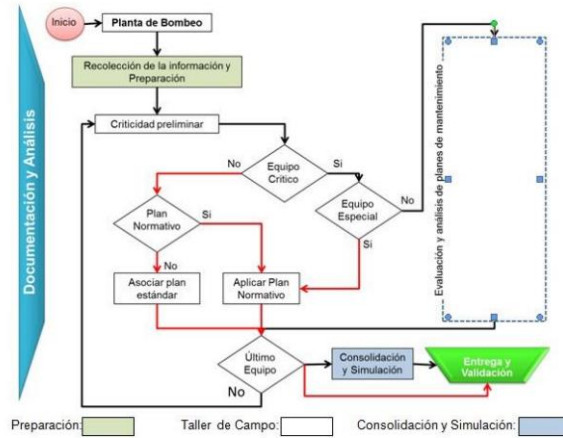 Inicio
Planta de Bombeo
Recolección de la información y
Preparación
Criticidad preliminar
No
Equipo
Critico
Si
Equipo
Especial
No
Si
Plan
Normativo
Si
No
Asociar plan
estándar
Aplicar Plan
Normativo
Último
Equipo
No
Consolidación
y Simulación
Entrega y
Validación
Documentación y Análisis
Evaluación y análisis de planes de mantenimiento
Preparación:
Taller de Campo:
Consolidación y Simulación: